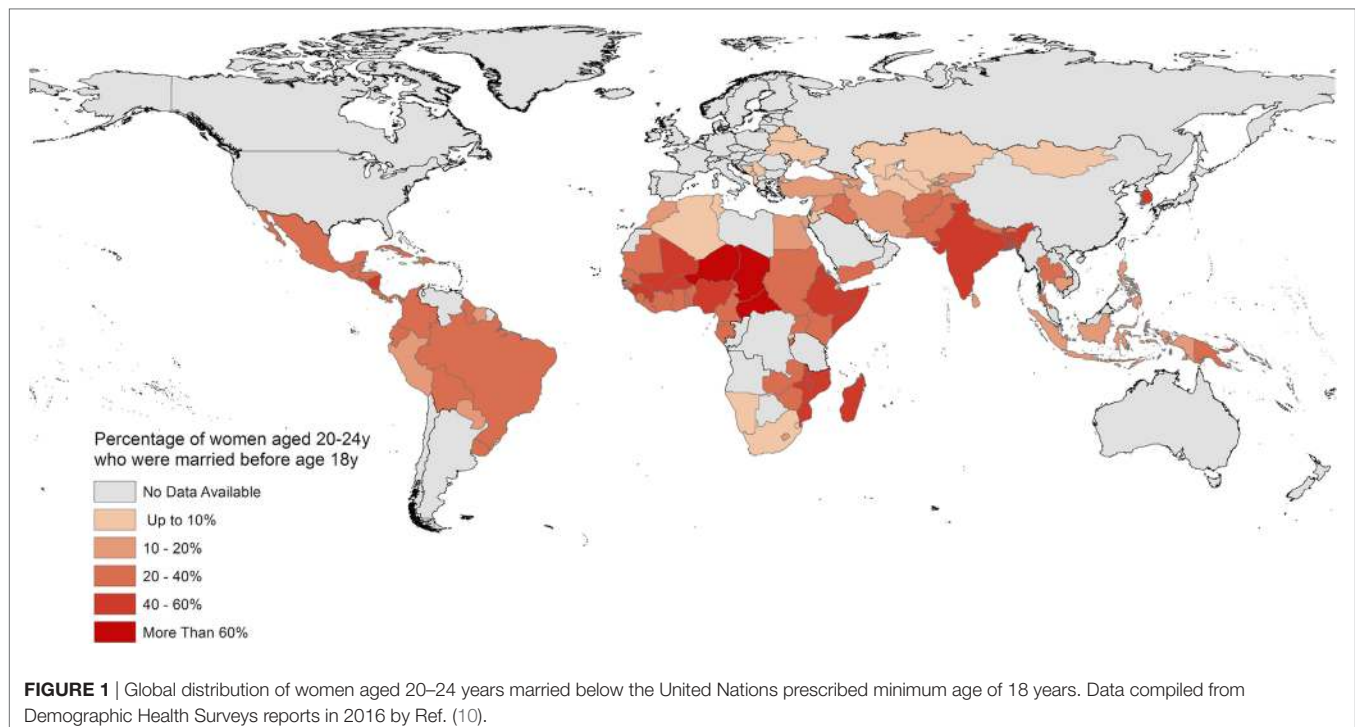 Percentage of women aged 20-24y
who were married before age 18y
No Data Available
Up to 10%
10 - 20%
20 - 40%
40 - 60%
More Than 60%
FIGURE 1 | Global distribution of women aged 20–24 years married below the United Nations prescribed minimum age of 18 years. Data compiled from
Demographic Health Surveys reports in 2016 by Ref. (10).